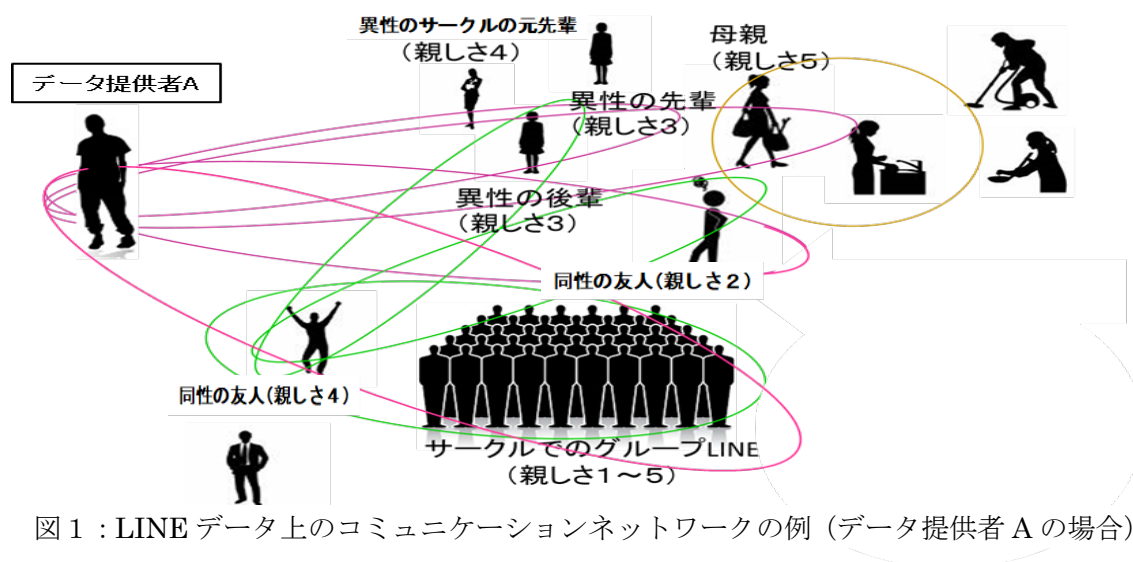 異性のサークルの元先輩
（親しさ4）
母親
（親しさ5）
データ提供者A
異性の先輩
（親しさ3）
異性の後輩
（親しさ3）
同性の友人（親しさ２）
同性の友人（親しさ４）
サークルでのグループLINE
（親しさ１～５）
図１：LINE データ上のコミュニケーションネットワークの例（データ提供者 A の場合）